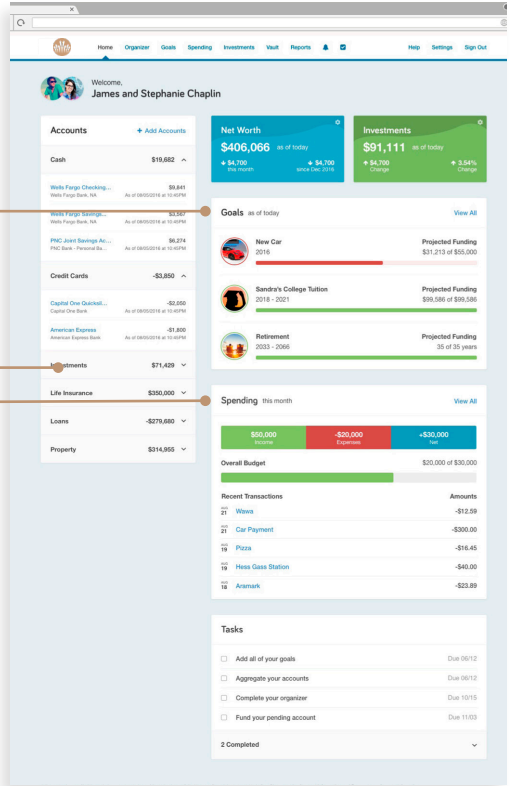 Home Organizer Goals Spending Investments Vault Reports Help Settings Sign Out
Welcome,
James and Stephanie Chaplin
Accounts + Add Accounts
Cash $19,682
Wells Fargo Checking... $9,841
Wells Fargo Bank, NA As of 08/05/2016 at 10:45PM
Wells Fargo Savings... $3,567
Wells Fargo Bank, NA As of 08/05/2016 at 10:45PM
PNC Joint Savings Ac... $6,274
PNC Bank - Personal Ba... As of 08/05/2016 at 10:45PM
Credit Cards -$3,850
Capital One Quicksil... -$2,050
Capital One Bank As of 08/05/2016 at 10:45PM
American Express -$1,800
American Express Bank As of 08/05/2016 at 10:45PM
Investments $71,429
Life Insurance $350,000
Loans -$279,680
Property $314,955
Net Worth
$406,066 as of today
$4,700 $4,700
this month since Dec 2016
Investments
$91,111 as of today
$4,700 3.54%
Change Change
Goals as of today View All
New Car Projected Funding
2016 $31,213 of $55,000
Sandra's College Tuition Projected Funding
2018 - 2021 $99,586 of $99,586
Retirement Projected Funding
2033 - 2066 35 of 35 years
Spending this month View All
$50,000 -$20,000 +$30,000
Income Expenses Net
Overall Budget $20,000 of $30,000
Recent Transactions Amounts
AUG
21 Wawa -$12.59
AUG
21 Car Payment -$300.00
AUG
19 Pizza -$16.45
AUG
19 Hess Gass Station -$40.00
AUG
18 Aramark -$23.89
Tasks
Add all of your goals Due 06/12
Aggregate your accounts Due 06/12
Complete your organizer Due 10/15
Fund your pending account Due 11/03
2 Completed